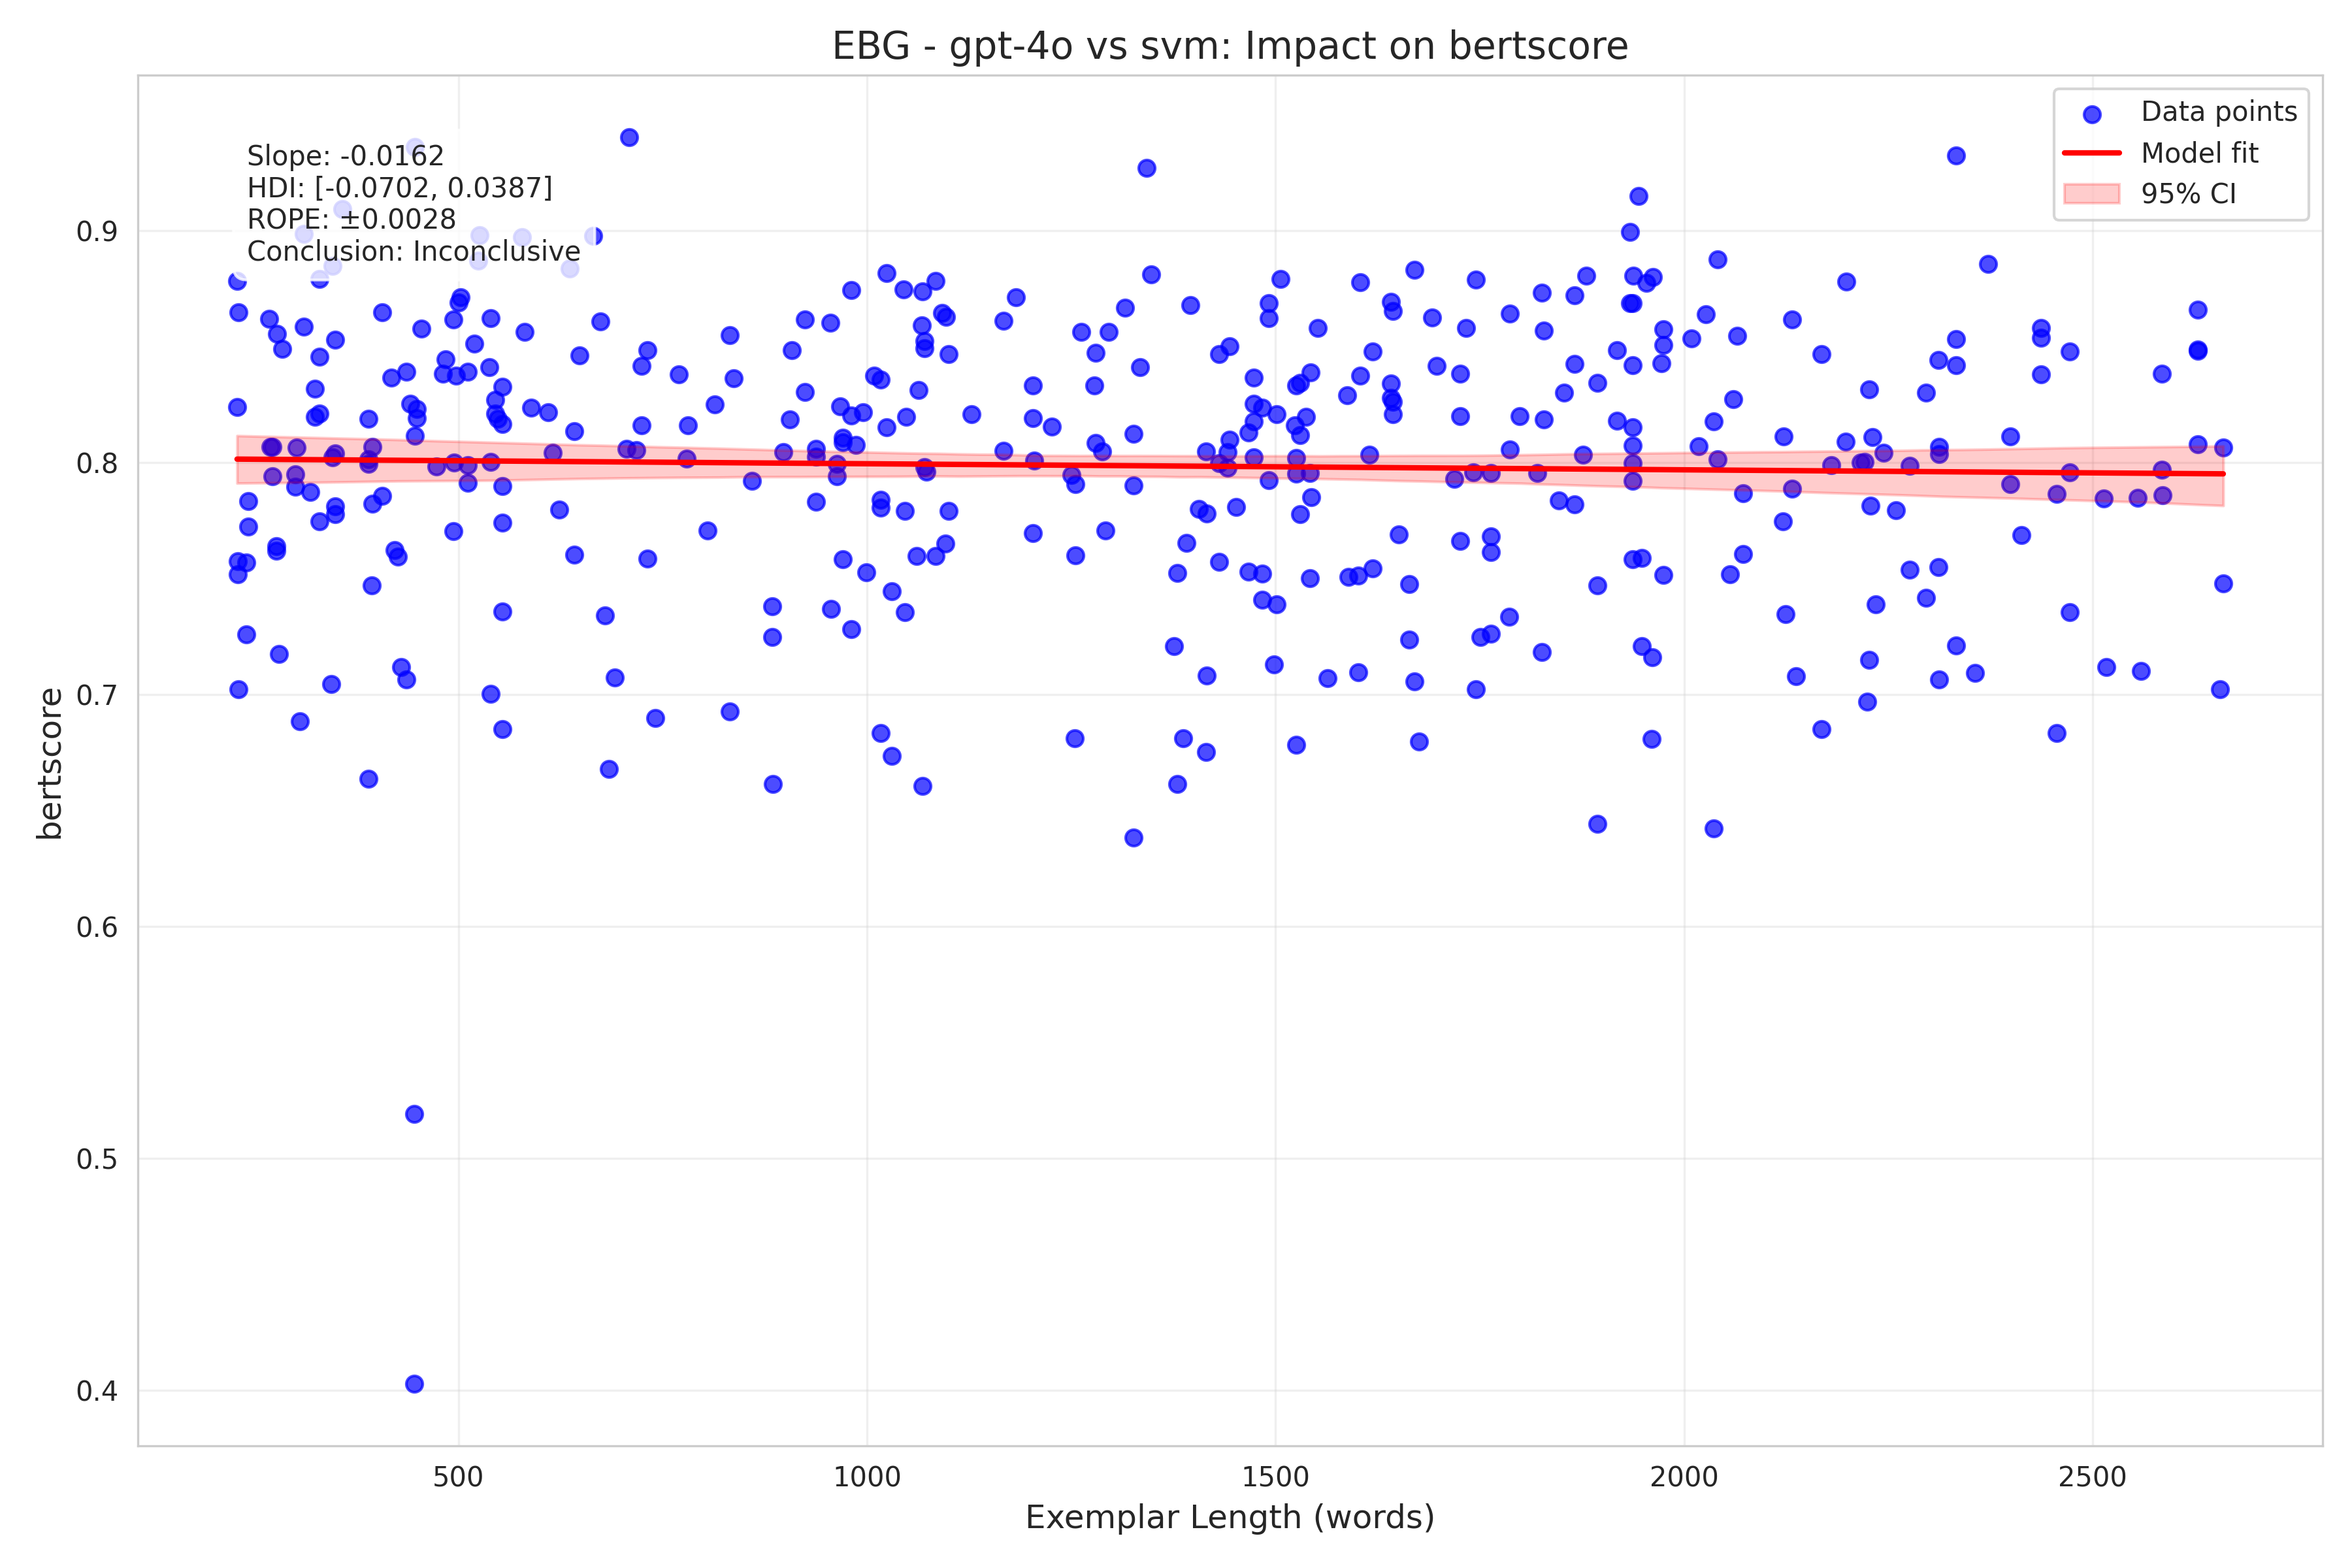 EBG - gpt-4o vs svm: Impact on bertscore
Slope: -0.0162
HDI: [-0.0702, 0.0387]
ROPE: ±0.0028
Conclusion: Inconclusive
Data points
Model fit
95% CI
bertscore
0.9
0.8
0.7
0.6
0.5
0.4
500
1000
1500
2000
2500
Exemplar Length (words)